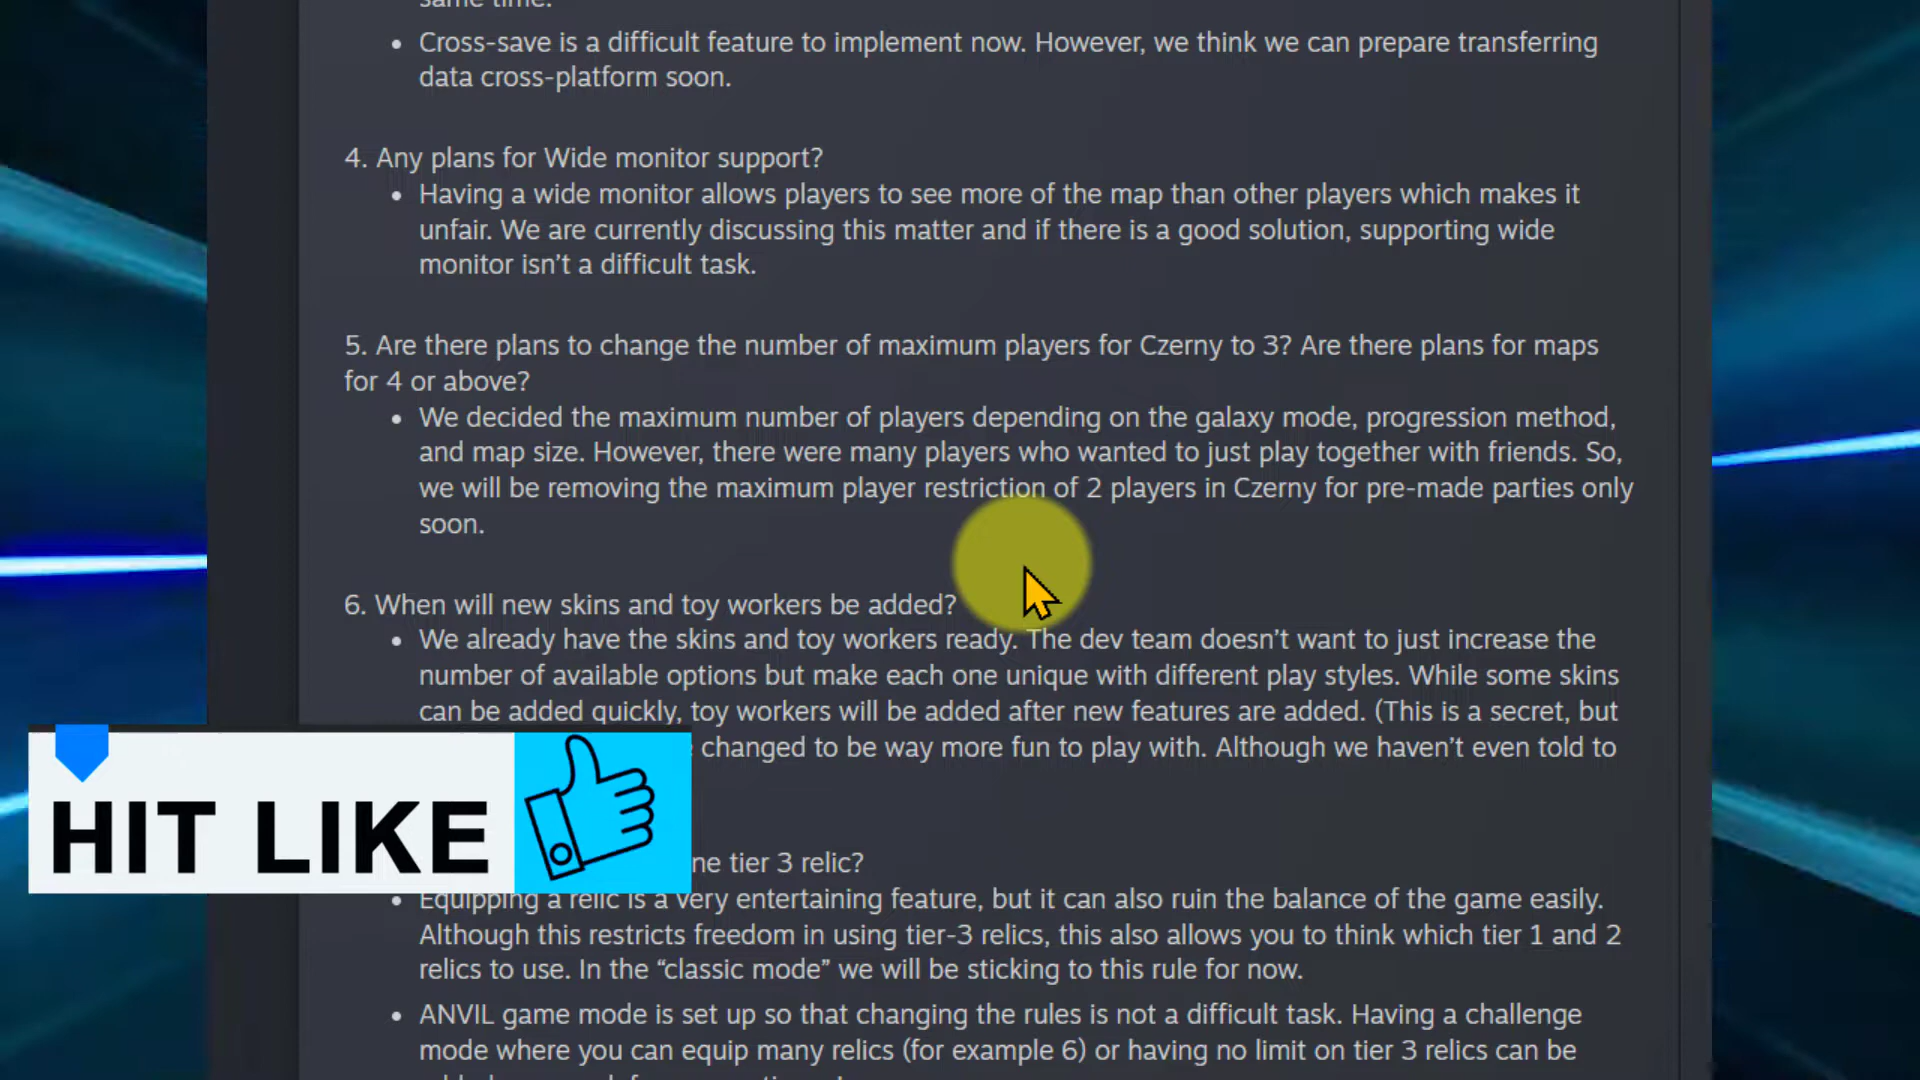 same time.
• Cross-save is a difficult feature to implement now. However, we think we can prepare transferring
data cross-platform soon.
4. Any plans for Wide monitor support?
• Having a wide monitor allows players to see more of the map than other players which makes it
unfair. We are currently discussing this matter and if there is a good solution, supporting wide
monitor isn’t a difficult task.
5. Are there plans to change the number of maximum players for Czerny to 3? Are there plans for maps
for 4 or above?
• We decided the maximum number of players depending on the galaxy mode, progression method,
and map size. However, there were many players who wanted to just play together with friends. So,
we will be removing the maximum player restriction of 2 players in Czerny for pre-made parties only
soon.
6. When will new skins and toy workers be added?
• We already have the skins and toy workers ready. The dev team doesn’t want to just increase the
number of available options but make each one unique with different play styles. While some skins
can be added quickly, toy workers will be added after new features are added. (This is a secret, but
changed to be way more fun to play with. Although we haven’t even told to
HIT LIKE
tier 3 relic?
• Equipping a relic is a very entertaining feature, but it can also ruin the balance of the game easily.
Although this restricts freedom in using tier-3 relics, this also allows you to think which tier 1 and 2
relics to use. In the “classic mode” we will be sticking to this rule for now.
• ANVIL game mode is set up so that changing the rules is not a difficult task. Having a challenge
mode where you can equip many relics (for example 6) or having no limit on tier 3 relics can be